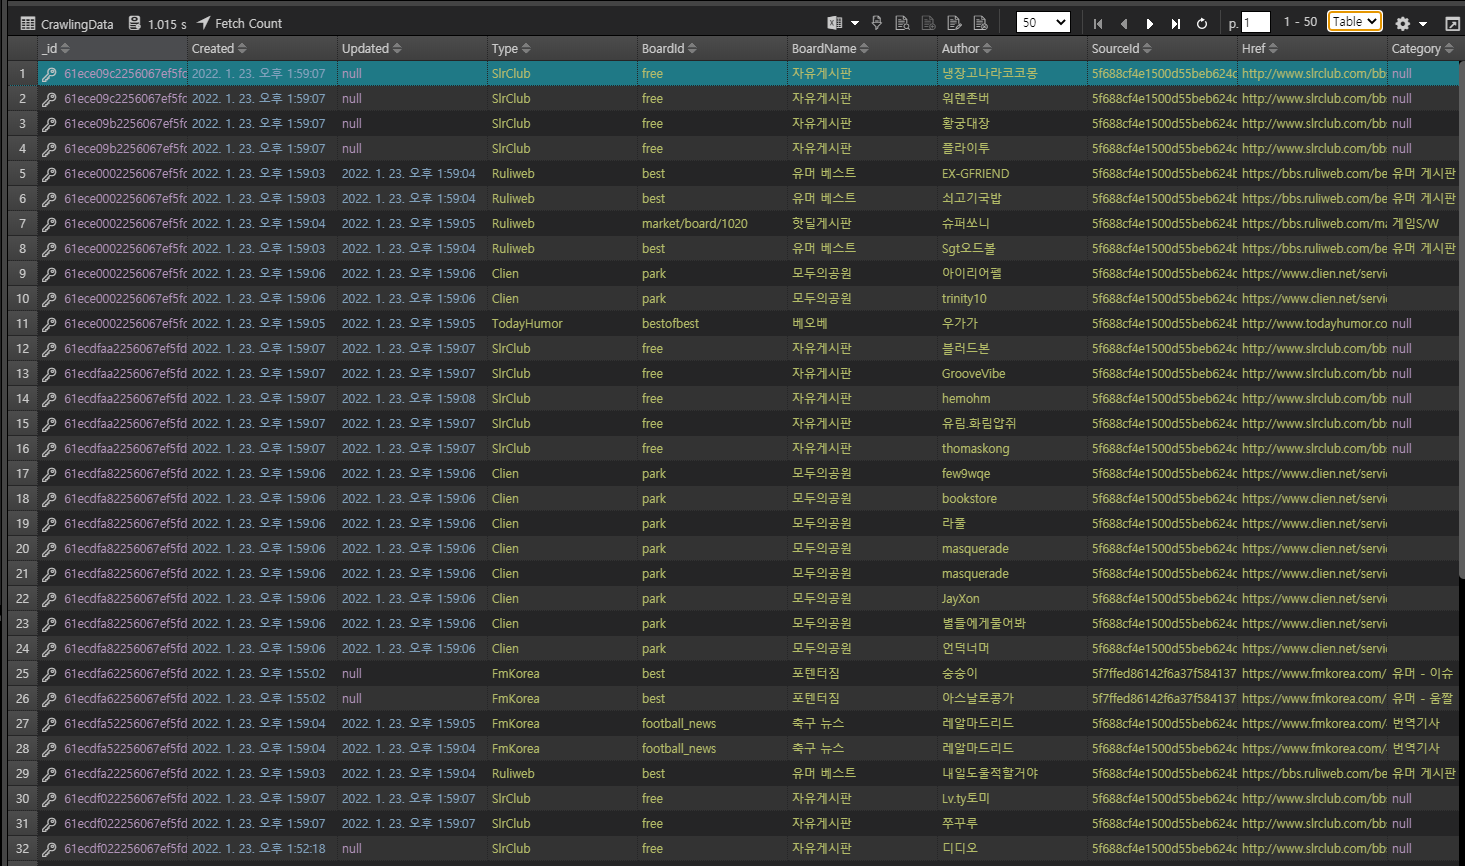 CrawlingData 1.015 s Fetch Count 50 p. 1 1 - 50 Table
_id Created Updated Type BoardId BoardName Author SourceId Href Category
1 61ece09c2256067ef5fc 2022. 1. 23. 오후 1:59:07 null SlrClub free 자유게시판 냉장고나라코코몽 5f688cf4e1500d55beb624c http://www.slrclub.com/bbs null
2 61ece09c2256067ef5fc 2022. 1. 23. 오후 1:59:07 null SlrClub free 자유게시판 워렌존버 5f688cf4e1500d55beb624c http://www.slrclub.com/bbs null
3 61ece09b2256067ef5fc 2022. 1. 23. 오후 1:59:07 null SlrClub free 자유게시판 황궁대장 5f688cf4e1500d55beb624c http://www.slrclub.com/bbs null
4 61ece09b2256067ef5fc 2022. 1. 23. 오후 1:59:07 null SlrClub free 자유게시판 플라이투 5f688cf4e1500d55beb624c http://www.slrclub.com/bbs null
5 61ece0002256067ef5fc 2022. 1. 23. 오후 1:59:03 2022. 1. 23. 오후 1:59:04 Ruliweb best 유머 베스트 EX-GFRIEND 5f688cf4e1500d55beb624c https://bbs.ruliweb.com/be 유머 게시판
6 61ece0002256067ef5fc 2022. 1. 23. 오후 1:59:03 2022. 1. 23. 오후 1:59:04 Ruliweb best 유머 베스트 쇠고기국밥 5f688cf4e1500d55beb624c https://bbs.ruliweb.com/be 유머 게시판
7 61ece0002256067ef5fc 2022. 1. 23. 오후 1:59:04 2022. 1. 23. 오후 1:59:05 Ruliweb market/board/1020 핫딜게시판 슈퍼쏘니 5f688cf4e1500d55beb624c https://bbs.ruliweb.com/ma 게임S/W
8 61ece0002256067ef5fc 2022. 1. 23. 오후 1:59:03 2022. 1. 23. 오후 1:59:04 Ruliweb best 유머 베스트 Sgt오드볼 5f688cf4e1500d55beb624c https://bbs.ruliweb.com/be 유머 게시판
9 61ece0002256067ef5fc 2022. 1. 23. 오후 1:59:06 2022. 1. 23. 오후 1:59:06 Clien park 모두의공원 아이리어펠 5f688cf4e1500d55beb624c https://www.clien.net/servi
10 61ece0002256067ef5fc 2022. 1. 23. 오후 1:59:06 2022. 1. 23. 오후 1:59:06 Clien park 모두의공원 trinity10 5f688cf4e1500d55beb624c https://www.clien.net/servi
11 61ece0002256067ef5fc 2022. 1. 23. 오후 1:59:05 2022. 1. 23. 오후 1:59:05 TodayHumor bestofbest 베오베 우가가 5f688cf4e1500d55beb624c http://www.todayhumor.co null
12 61ecdfaa2256067ef5fd 2022. 1. 23. 오후 1:59:07 2022. 1. 23. 오후 1:59:07 SlrClub free 자유게시판 블러드본 5f688cf4e1500d55beb624c http://www.slrclub.com/bbs null
13 61ecdfaa2256067ef5fd 2022. 1. 23. 오후 1:59:07 2022. 1. 23. 오후 1:59:07 SlrClub free 자유게시판 GrooveVibe 5f688cf4e1500d55beb624c http://www.slrclub.com/bbs null
14 61ecdfaa2256067ef5fd 2022. 1. 23. 오후 1:59:07 2022. 1. 23. 오후 1:59:08 SlrClub free 자유게시판 hemohm 5f688cf4e1500d55beb624c http://www.slrclub.com/bbs null
15 61ecdfaa2256067ef5fd 2022. 1. 23. 오후 1:59:07 2022. 1. 23. 오후 1:59:07 SlrClub free 자유게시판 유림.화림압쥐 5f688cf4e1500d55beb624c http://www.slrclub.com/bbs null
16 61ecdfaa2256067ef5fd 2022. 1. 23. 오후 1:59:07 2022. 1. 23. 오후 1:59:07 SlrClub free 자유게시판 thomaskong 5f688cf4e1500d55beb624c http://www.slrclub.com/bbs null
17 61ecdfa82256067ef5fd 2022. 1. 23. 오후 1:59:06 2022. 1. 23. 오후 1:59:06 Clien park 모두의공원 few9wqe 5f688cf4e1500d55beb624c https://www.clien.net/servi
18 61ecdfa82256067ef5fd 2022. 1. 23. 오후 1:59:06 2022. 1. 23. 오후 1:59:06 Clien park 모두의공원 bookstore 5f688cf4e1500d55beb624c https://www.clien.net/servi
19 61ecdfa82256067ef5fd 2022. 1. 23. 오후 1:59:06 2022. 1. 23. 오후 1:59:06 Clien park 모두의공원 라풀 5f688cf4e1500d55beb624c https://www.clien.net/servi
20 61ecdfa82256067ef5fd 2022. 1. 23. 오후 1:59:06 2022. 1. 23. 오후 1:59:06 Clien park 모두의공원 masquerade 5f688cf4e1500d55beb624c https://www.clien.net/servi
21 61ecdfa82256067ef5fd 2022. 1. 23. 오후 1:59:06 2022. 1. 23. 오후 1:59:06 Clien park 모두의공원 masquerade 5f688cf4e1500d55beb624c https://www.clien.net/servi
22 61ecdfa82256067ef5fd 2022. 1. 23. 오후 1:59:06 2022. 1. 23. 오후 1:59:06 Clien park 모두의공원 JayXon 5f688cf4e1500d55beb624c https://www.clien.net/servi
23 61ecdfa82256067ef5fd 2022. 1. 23. 오후 1:59:06 2022. 1. 23. 오후 1:59:06 Clien park 모두의공원 별들에게물어봐 5f688cf4e1500d55beb624c https://www.clien.net/servi
24 61ecdfa82256067ef5fd 2022. 1. 23. 오후 1:59:06 2022. 1. 23. 오후 1:59:06 Clien park 모두의공원 언덕너머 5f688cf4e1500d55beb624c https://www.clien.net/servi
25 61ecdfa62256067ef5fd 2022. 1. 23. 오후 1:55:02 null FmKorea best 포텐터짐 숭숭이 5f7ffed86142f6a37f584137 https://www.fmkorea.com/ 유머 - 이슈
26 61ecdfa62256067ef5fd 2022. 1. 23. 오후 1:55:02 null FmKorea best 포텐터짐 아스날로콩가 5f7ffed86142f6a37f584137 https://www.fmkorea.com/ 유머 - 움짤
27 61ecdfa52256067ef5fd 2022. 1. 23. 오후 1:59:04 2022. 1. 23. 오후 1:59:05 FmKorea football_news 축구 뉴스 레알마드리드 5f688cf4e1500d55beb624c https://www.fmkorea.com/ 번역기사
28 61ecdfa52256067ef5fd 2022. 1. 23. 오후 1:59:04 2022. 1. 23. 오후 1:59:04 FmKorea football_news 축구 뉴스 레알마드리드 5f688cf4e1500d55beb624c https://www.fmkorea.com/ 번역기사
29 61ecdfa22256067ef5fd 2022. 1. 23. 오후 1:59:03 2022. 1. 23. 오후 1:59:04 Ruliweb best 유머 베스트 내일도울적할거야 5f688cf4e1500d55beb624c https://bbs.ruliweb.com/be 유머 게시판
30 61ecdf022256067ef5fd 2022. 1. 23. 오후 1:59:07 2022. 1. 23. 오후 1:59:07 SlrClub free 자유게시판 Lv.ty토미 5f688cf4e1500d55beb624c http://www.slrclub.com/bbs null
31 61ecdf022256067ef5fd 2022. 1. 23. 오후 1:59:07 2022. 1. 23. 오후 1:59:07 SlrClub free 자유게시판 쭈꾸루 5f688cf4e1500d55beb624c http://www.slrclub.com/bbs null
32 61ecdf022256067ef5fd 2022. 1. 23. 오후 1:52:18 null SlrClub free 자유게시판 디디오 5f688cf4e1500d55beb624c http://www.slrclub.com/bbs null